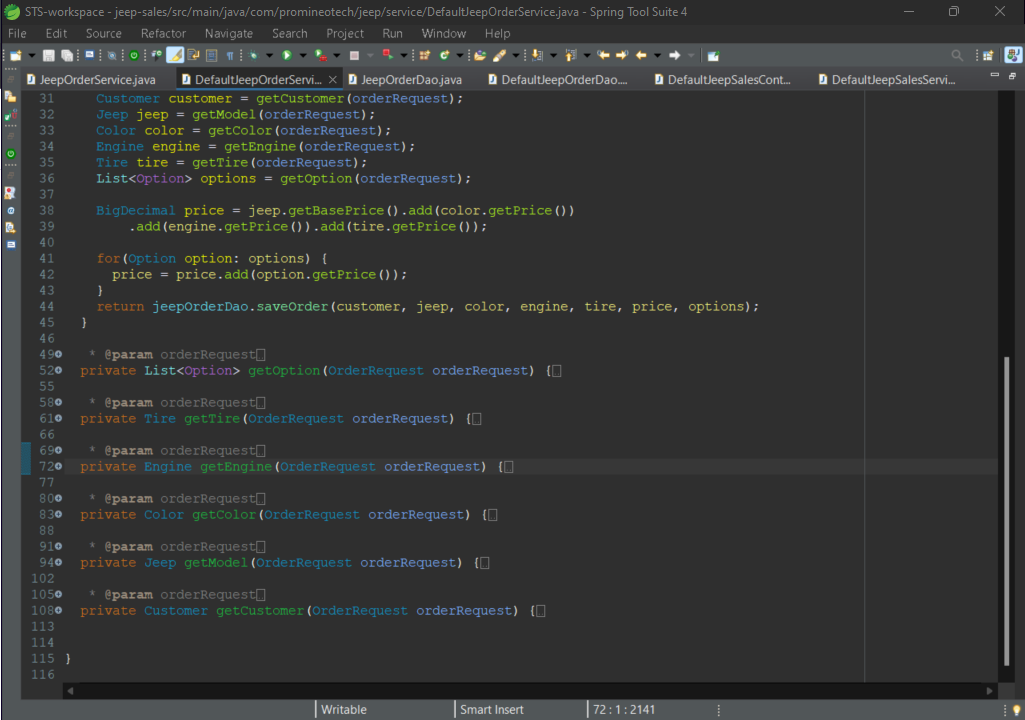 STS-workspace - jeep-sales/src/main/java/com/promineotech/jeep/service/DefaultJeepOrderService.java - Spring Tool Suite 4
File Edit Source Refactor Navigate Search Project Run Window Help
JeepOrderService.java DefaultJeepOrderServi... JeepOrderDao.java DefaultJeepOrderDao.... DefaultJeepSalesCont... DefaultJeepSalesServi...
31 Customer customer = getCustomer(orderRequest);
32 Jeep jeep = getModel(orderRequest);
33 Color color = getColor(orderRequest);
34 Engine engine = getEngine(orderRequest);
35 Tire tire = getTire(orderRequest);
36 List<Option> options = getOption(orderRequest);
37
38 BigDecimal price = jeep.getBasePrice().add(color.getPrice())
39 .add(engine.getPrice()).add(tire.getPrice());
40
41 for(Option option: options) {
42 price = price.add(option.getPrice());
43 }
44 return jeepOrderDao.saveOrder(customer, jeep, color, engine, tire, price, options);
45 }
46
49 * @param orderRequest
52 private List<Option> getOption(OrderRequest orderRequest) {
55
58 * @param orderRequest
61 private Tire getTire(OrderRequest orderRequest) {
66
69 * @param orderRequest
72 private Engine getEngine(OrderRequest orderRequest) {
77
80 * @param orderRequest
83 private Color getColor(OrderRequest orderRequest) {
88
91 * @param orderRequest
94 private Jeep getModel(OrderRequest orderRequest) {
102
105 * @param orderRequest
108 private Customer getCustomer(OrderRequest orderRequest) {
113
114
115 }
116
Writable Smart Insert 72 : 1 : 2141